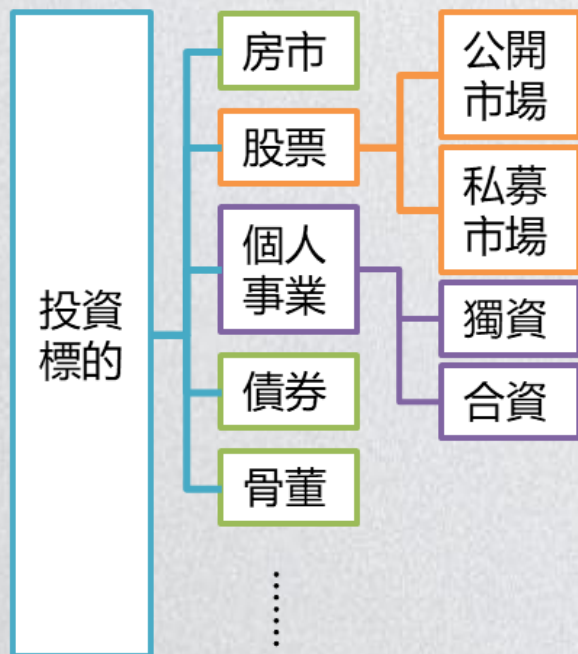 投資
標的
房市
股票
公開
市場
私募
市場
個人
事業
獨資
合資
債券
骨董
⋯⋯